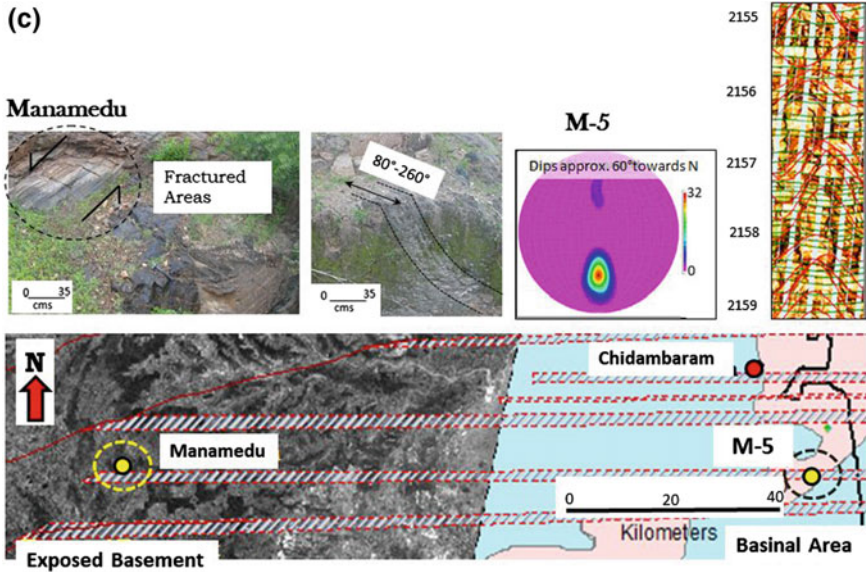 (c)
Manamedu
Fractured
Areas
0 35
cms
80°-260°
0 35
cms
M-5
Dips approx. 60°towards N
32
0
2155
2156
2157
2158
2159
N
Manamedu
Exposed Basement
Chidambaram
M-5
0 20 40
Kilometers
Basinal Area